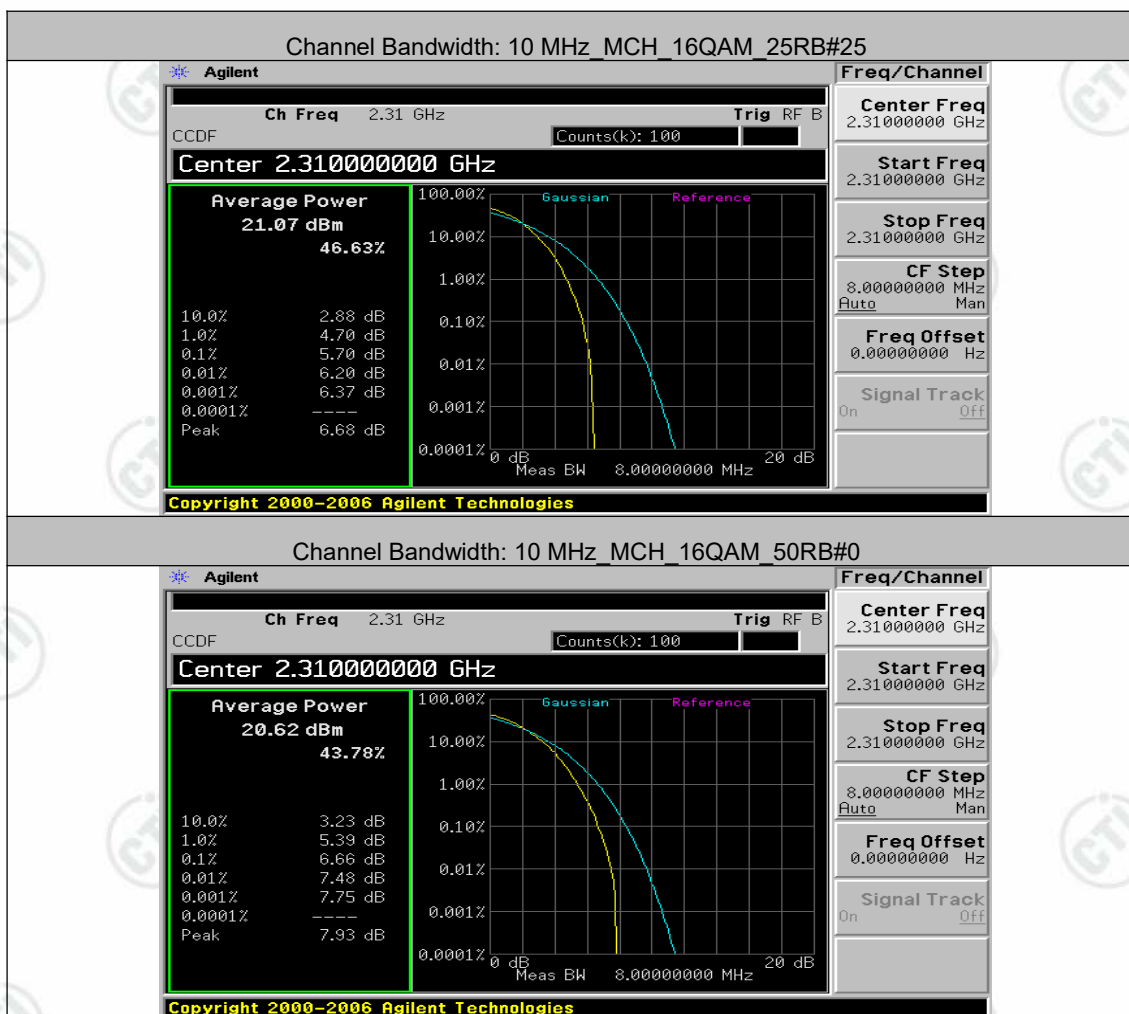 Channel Bandwidth: 10 MHz_MCH_16QAM_25RB#25
Agilent
Freq/Channel
Ch Freq 2.31 GHz Trig RF B
CCDF Counts(k): 100
Center 2.310000000 GHz
Average Power
21.07 dBm
46.63%
10.0% 2.88 dB
1.0% 4.70 dB
0.1% 5.70 dB
0.01% 6.20 dB
0.001% 6.37 dB
0.0001% ----
Peak 6.68 dB
Gaussian Reference
100.00%
10.00%
1.00%
0.10%
0.01%
0.001%
0.0001%
0 dB 20 dB
Meas BW 8.00000000 MHz
Center Freq
2.31000000 GHz
Start Freq
2.31000000 GHz
Stop Freq
2.31000000 GHz
CF Step
8.00000000 MHz
Auto Man
Freq Offset
0.00000000 Hz
Signal Track
On Off
Copyright 2000-2006 Agilent Technologies
Channel Bandwidth: 10 MHz_MCH_16QAM_50RB#0
Agilent
Freq/Channel
Ch Freq 2.31 GHz Trig RF B
CCDF Counts(k): 100
Center 2.310000000 GHz
Average Power
20.62 dBm
43.78%
10.0% 3.23 dB
1.0% 5.39 dB
0.1% 6.66 dB
0.01% 7.48 dB
0.001% 7.75 dB
0.0001% ----
Peak 7.93 dB
Gaussian Reference
100.00%
10.00%
1.00%
0.10%
0.01%
0.001%
0.0001%
0 dB 20 dB
Meas BW 8.00000000 MHz
Center Freq
2.31000000 GHz
Start Freq
2.31000000 GHz
Stop Freq
2.31000000 GHz
CF Step
8.00000000 MHz
Auto Man
Freq Offset
0.00000000 Hz
Signal Track
On Off
Copyright 2000-2006 Agilent Technologies
CTI
CTI
CTI
CTI
CTI
CTI